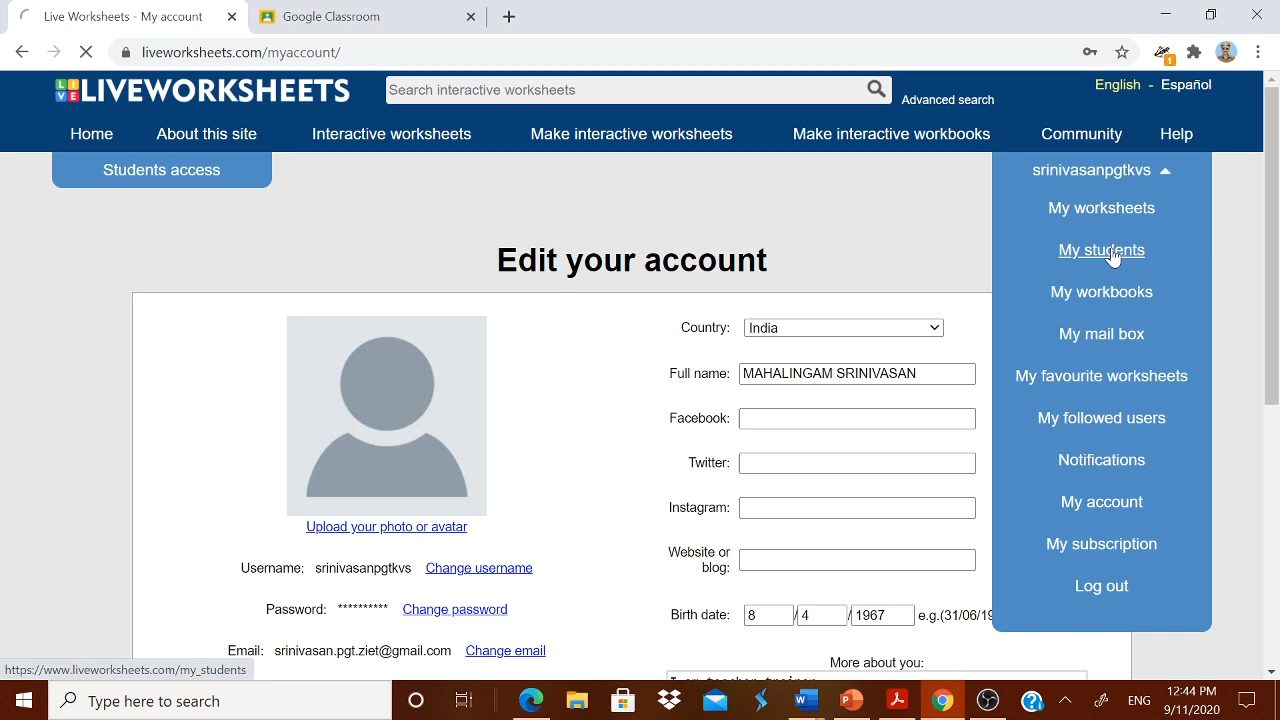 Live Worksheets - My account
Google Classroom
liveworksheets.com/myaccount/
1
LIVE LIVEWORKSHEETS
Search interactive worksheets
Advanced search
English - Español
Home
About this site
Interactive worksheets
Make interactive worksheets
Make interactive workbooks
Community
Help
Students access
srinivasanpgtkvs
My worksheets
My students
My workbooks
My mail box
My favourite worksheets
My followed users
Notifications
My account
My subscription
Log out
Edit your account
Upload your photo or avatar
Username: srinivasanpgtkvs Change username
Password: ********** Change password
Email: srinivasan.pgt.ziet@gmail.com Change email
Country: India
Full name: MAHALINGAM SRINIVASAN
Facebook:
Twitter:
Instagram:
Website or
blog:
Birth date: 8 / 4 / 1967 e.g.(31/06/19
More about you:
https://www.liveworksheets.com/my_students
Type here to search
ENG
12:44 PM
9/11/2020